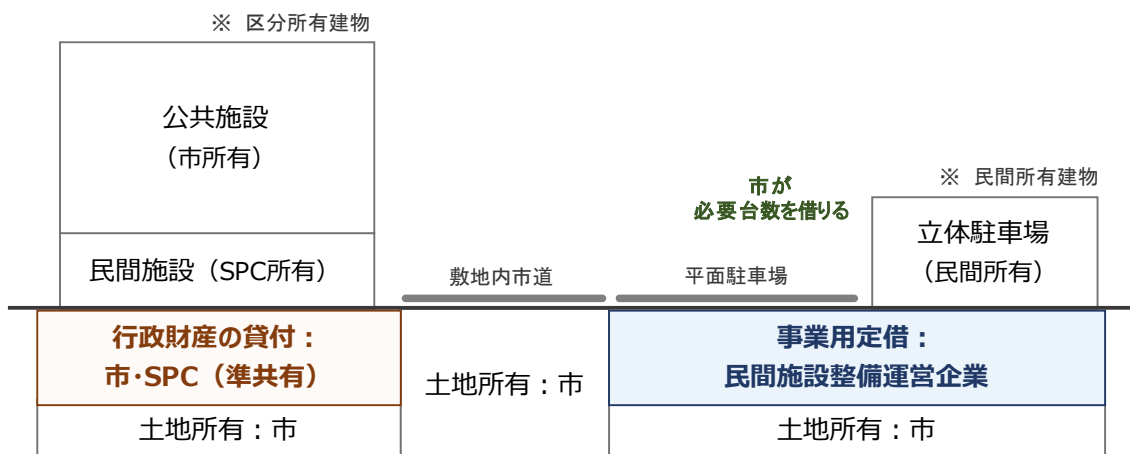 ※ 区分所有建物
公共施設
（市所有）
民間施設（SPC所有）
敷地内市道
市が
必要台数を借りる
平面駐車場
※ 民間所有建物
立体駐車場
（民間所有）
行政財産の貸付：
市･SPC（準共有）
土地所有：市
土地所有：市
事業用定借：
民間施設整備運営企業
土地所有：市